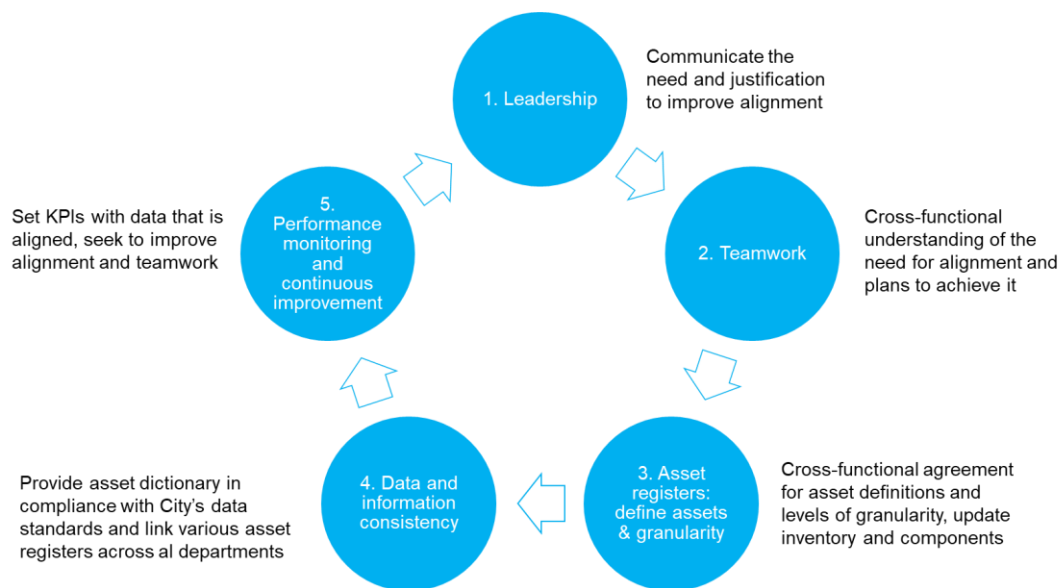 1. Leadership
Communicate the
need and justification
to improve alignment
2. Teamwork
Cross-functional
understanding of the
need for alignment and
plans to achieve it
3. Asset
registers:
define assets
& granularity
Cross-functional agreement
for asset definitions and
levels of granularity, update
inventory and components
4. Data and
information
consistency
Provide asset dictionary in
compliance with City's data
standards and link various asset
registers across al departments
5.
Performance
monitoring
and
continuous
improvement
Set KPIs with data that is
aligned, seek to improve
alignment and teamwork